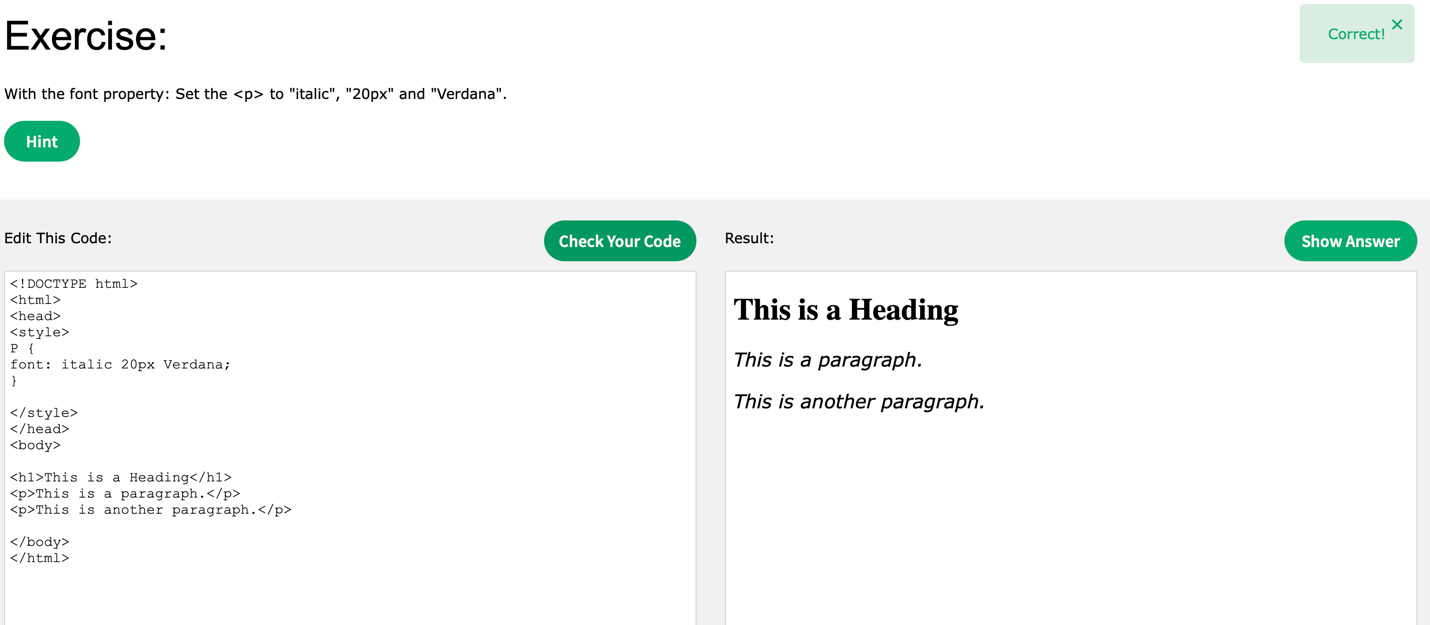 Exercise:
Correct! ×
With the font property: Set the <p> to "italic", "20px" and "Verdana".
Hint
Edit This Code:
Check Your Code
<!DOCTYPE html>
<html>
<head>
<style>
P {
font: italic 20px Verdana;
}
</style>
</head>
<body>
<h1>This is a Heading</h1>
<p>This is a paragraph.</p>
<p>This is another paragraph.</p>
</body>
</html>
Result:
Show Answer
This is a Heading
This is a paragraph.
This is another paragraph.